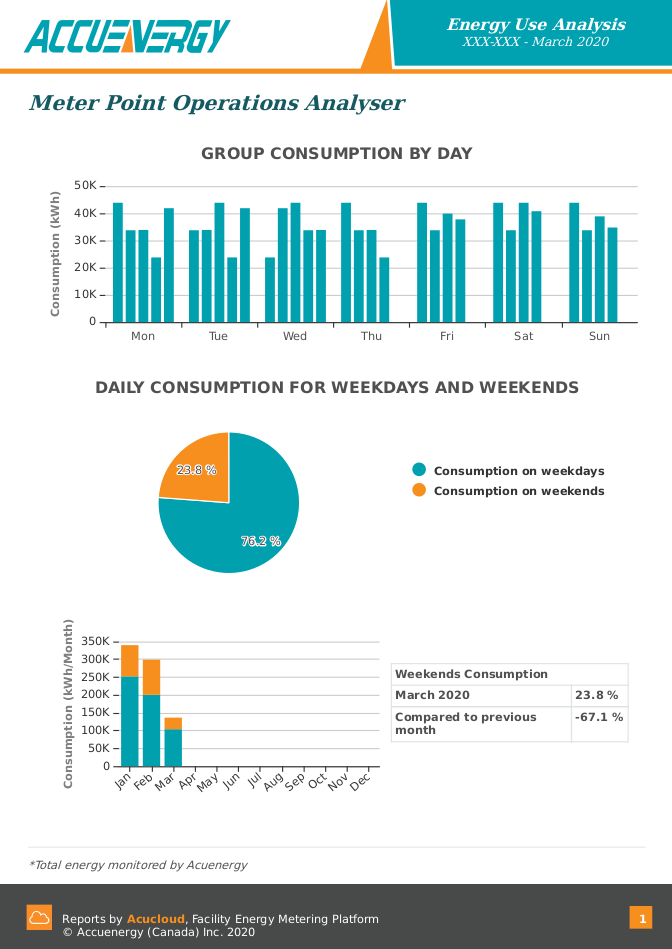 ACCUENERGY
Energy Use Analysis
XXX-XXX - March 2020
Meter Point Operations Analyser
GROUP CONSUMPTION BY DAY
Consumption (kWh)
50K
40K
30K
20K
10K
0
Mon Tue Wed Thu Fri Sat Sun
DAILY CONSUMPTION FOR WEEKDAYS AND WEEKENDS
23.8 %
76.2 %
Consumption on weekdays
Consumption on weekends
Consumption (kWh/Month)
350K
300K
250K
200K
150K
100K
50K
0
Jan Feb Mar Apr May Jun Jul Aug Sep Oct Nov Dec
Weekends Consumption
March 2020 23.8 %
Compared to previous -67.1 %
month
*Total energy monitored by Acuenergy
Reports by Acucloud, Facility Energy Metering Platform
© Accuenergy (Canada) Inc. 2020
1